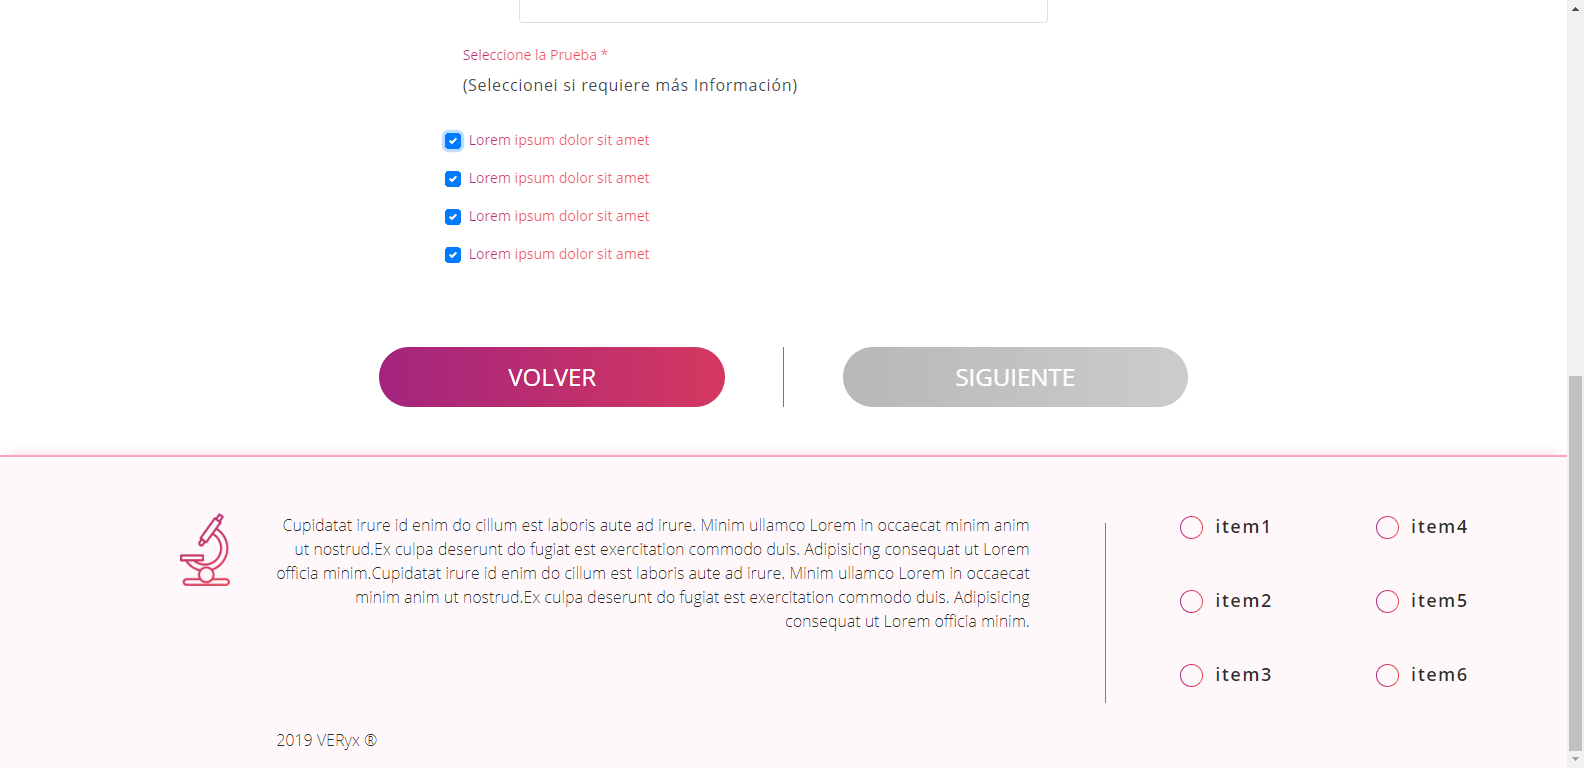 Seleccione la Prueba *
(Seleccionei si requiere más Información)
Lorem ipsum dolor sit amet
Lorem ipsum dolor sit amet
Lorem ipsum dolor sit amet
Lorem ipsum dolor sit amet
VOLVER
SIGUIENTE
Cupidatat irure id enim do cillum est laboris aute ad irure. Minim ullamco Lorem in occaecat minim anim
ut nostrud.Ex culpa deserunt do fugiat est exercitation commodo duis. Adipisicing consequat ut Lorem
officia minim.Cupidatat irure id enim do cillum est laboris aute ad irure. Minim ullamco Lorem in occaecat
minim anim ut nostrud.Ex culpa deserunt do fugiat est exercitation commodo duis. Adipisicing
consequat ut Lorem officia minim.
item1
item4
item2
item5
item3
item6
2019 VERyx ®